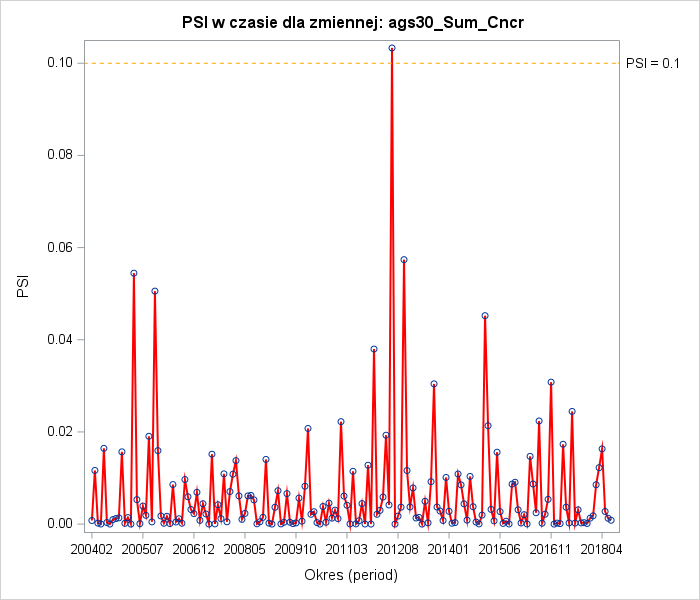 PSI w czasie dla zmiennej: ags30_Sum_Cncr
0.10
PSI = 0.1
0.08
0.06
PSI
0.04
0.02
0.00
200402 200507 200612 200805 200910 201103 201208 201401 201506 201611 201804
Okres (period)